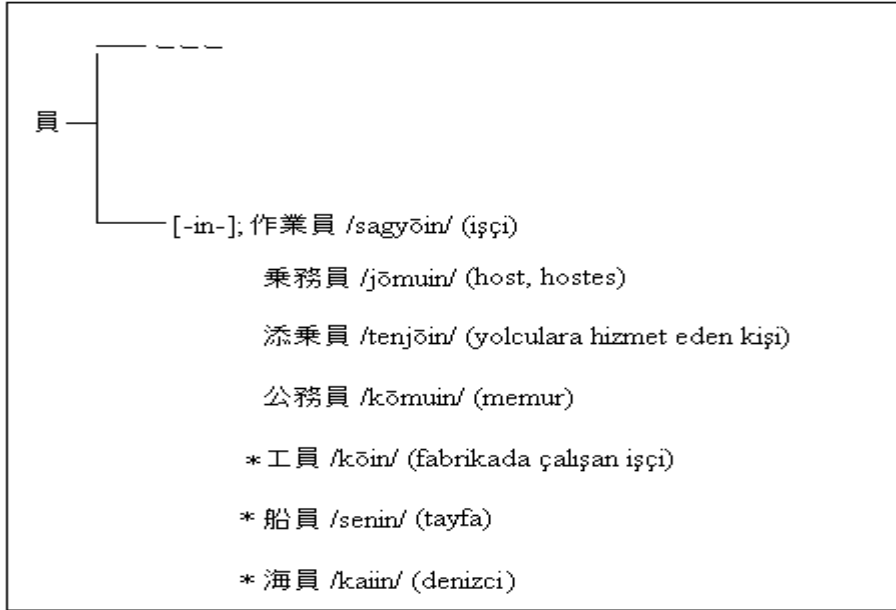 – – –
員
[-in-]; 作業員 /sagyōin/ (işçi)
乗務員 /jōmuin/ (host, hostes)
添乗員 /tenjōin/ (yolculara hizmet eden kişi)
公務員 /kōmuin/ (memur)
* 工員 /kōin/ (fabrikada çalışan işçi)
* 船員 /senin/ (tayfa)
* 海員 /kaiin/ (denizci)